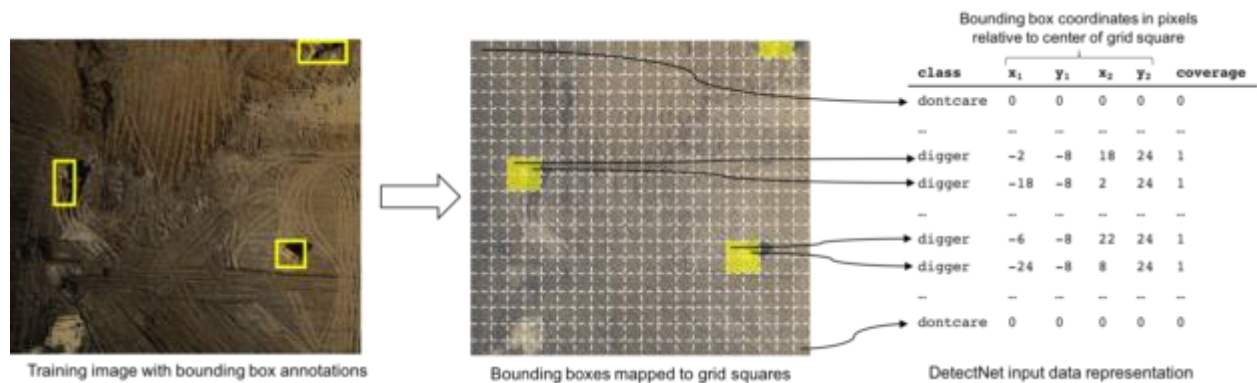 Bounding box coordinates in pixels
relative to center of grid square
class x₁ y₁ x₂ y₂ coverage
dontcare 0 0 0 0 0
… … … … … …
digger -2 -8 18 24 1
digger -18 -8 2 24 1
… … … … … …
digger -6 -8 22 24 1
digger -24 -8 8 24 1
… … … … … …
dontcare 0 0 0 0 0
Training image with bounding box annotations
Bounding boxes mapped to grid squares
DetectNet input data representation